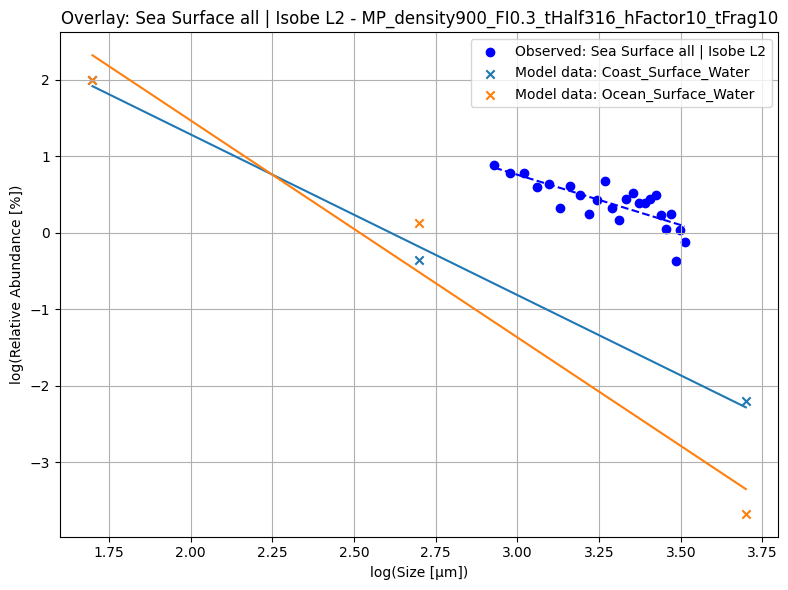 Overlay: Sea Surface all | Isobe L2 - MP_density900_FI0.3_tHalf316_hFactor10_tFrag10
Observed: Sea Surface all | Isobe L2
Model data: Coast_Surface_Water
Model data: Ocean_Surface_Water
log(Relative Abundance [%])
2
1
0
−1
−2
−3
1.75 2.00 2.25 2.50 2.75 3.00 3.25 3.50 3.75
log(Size [µm])